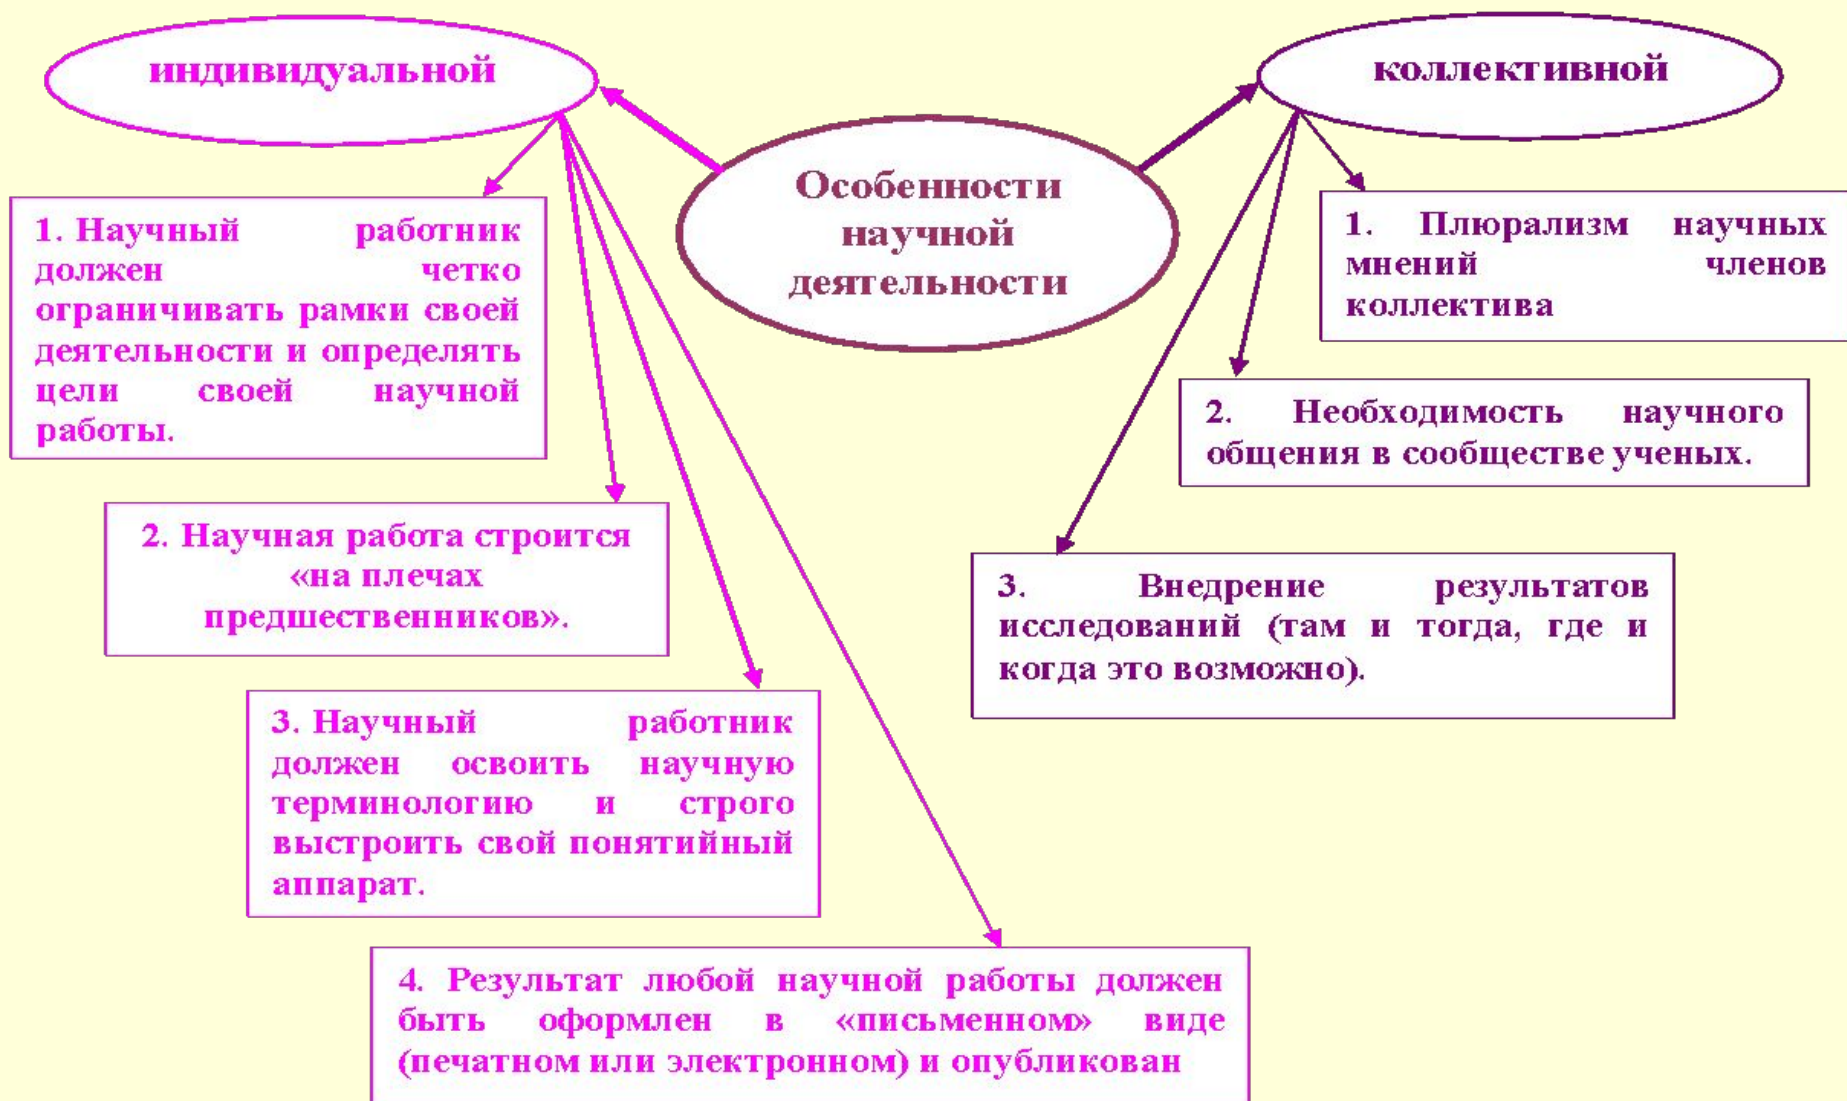 индивидуальной
коллективной
Особенности
научной
деятельности
1. Научный работник
должен четко
ограничивать рамки своей
деятельности и определять
цели своей научной
работы.
2. Научная работа строится
«на плечах
предшественников».
3. Научный работник
должен освоить научную
терминологию и строго
выстроить свой понятийный
аппарат.
4. Результат любой научной работы должен
быть оформлен в «письменном» виде
(печатном или электронном) и опубликован
1. Плюрализм научных
мнений членов
коллектива
2. Необходимость научного
общения в сообществе ученых.
3. Внедрение результатов
исследований (там и тогда, где и
когда это возможно).